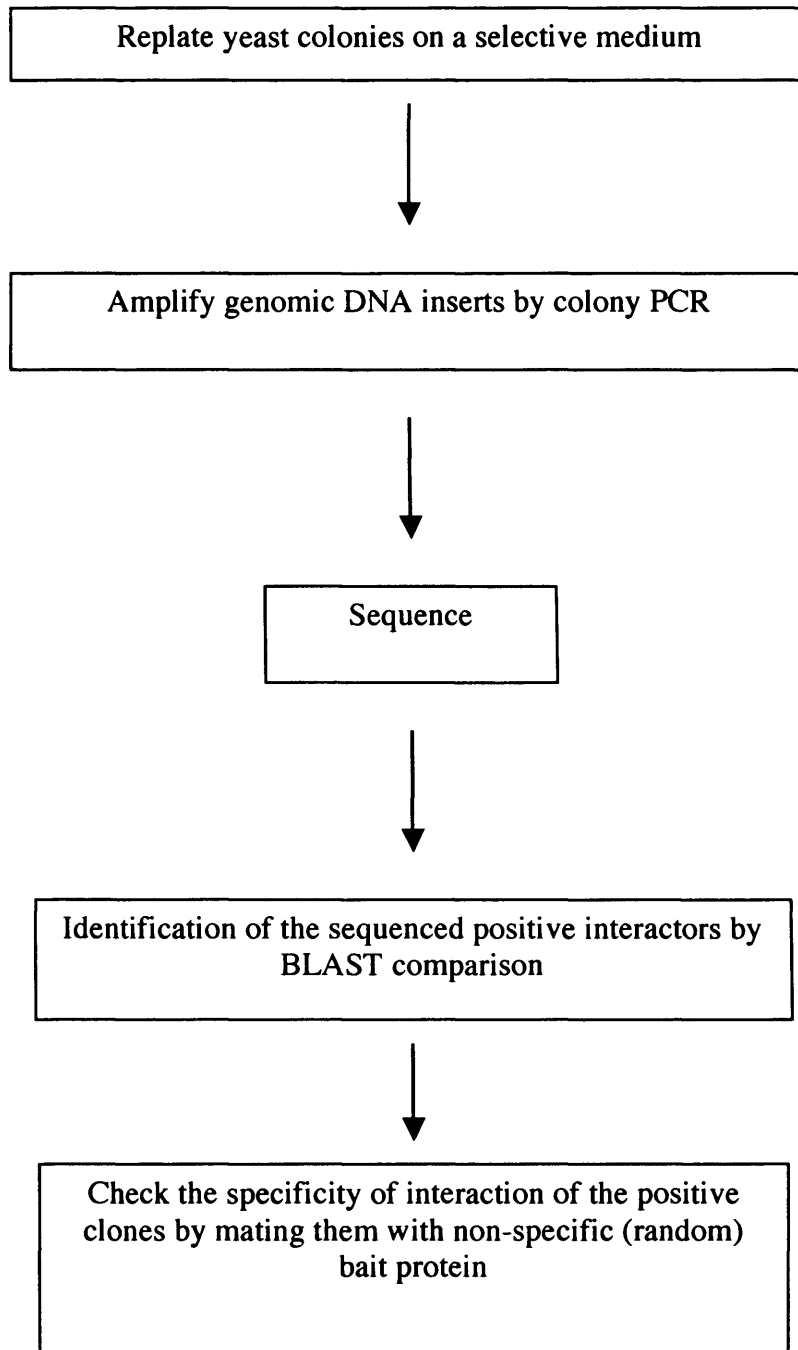 Replate yeast colonies on a selective medium
Amplify genomic DNA inserts by colony PCR
Sequence
Identification of the sequenced positive interactors by
BLAST comparison
Check the specificity of interaction of the positive
clones by mating them with non-specific (random)
bait protein